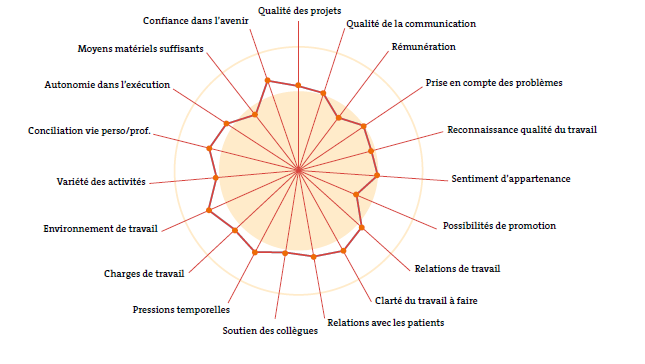 Qualité des projets
Qualité de la communication
Rémunération
Prise en compte des problèmes
Reconnaissance qualité du travail
Sentiment d'appartenance
Possibilités de promotion
Relations de travail
Clarté du travail à faire
Relations avec les patients
Soutien des collègues
Pressions temporelles
Charges de travail
Environnement de travail
Variété des activités
Conciliation vie perso/prof.
Autonomie dans l'exécution
Moyens matériels suffisants
Confiance dans l'avenir